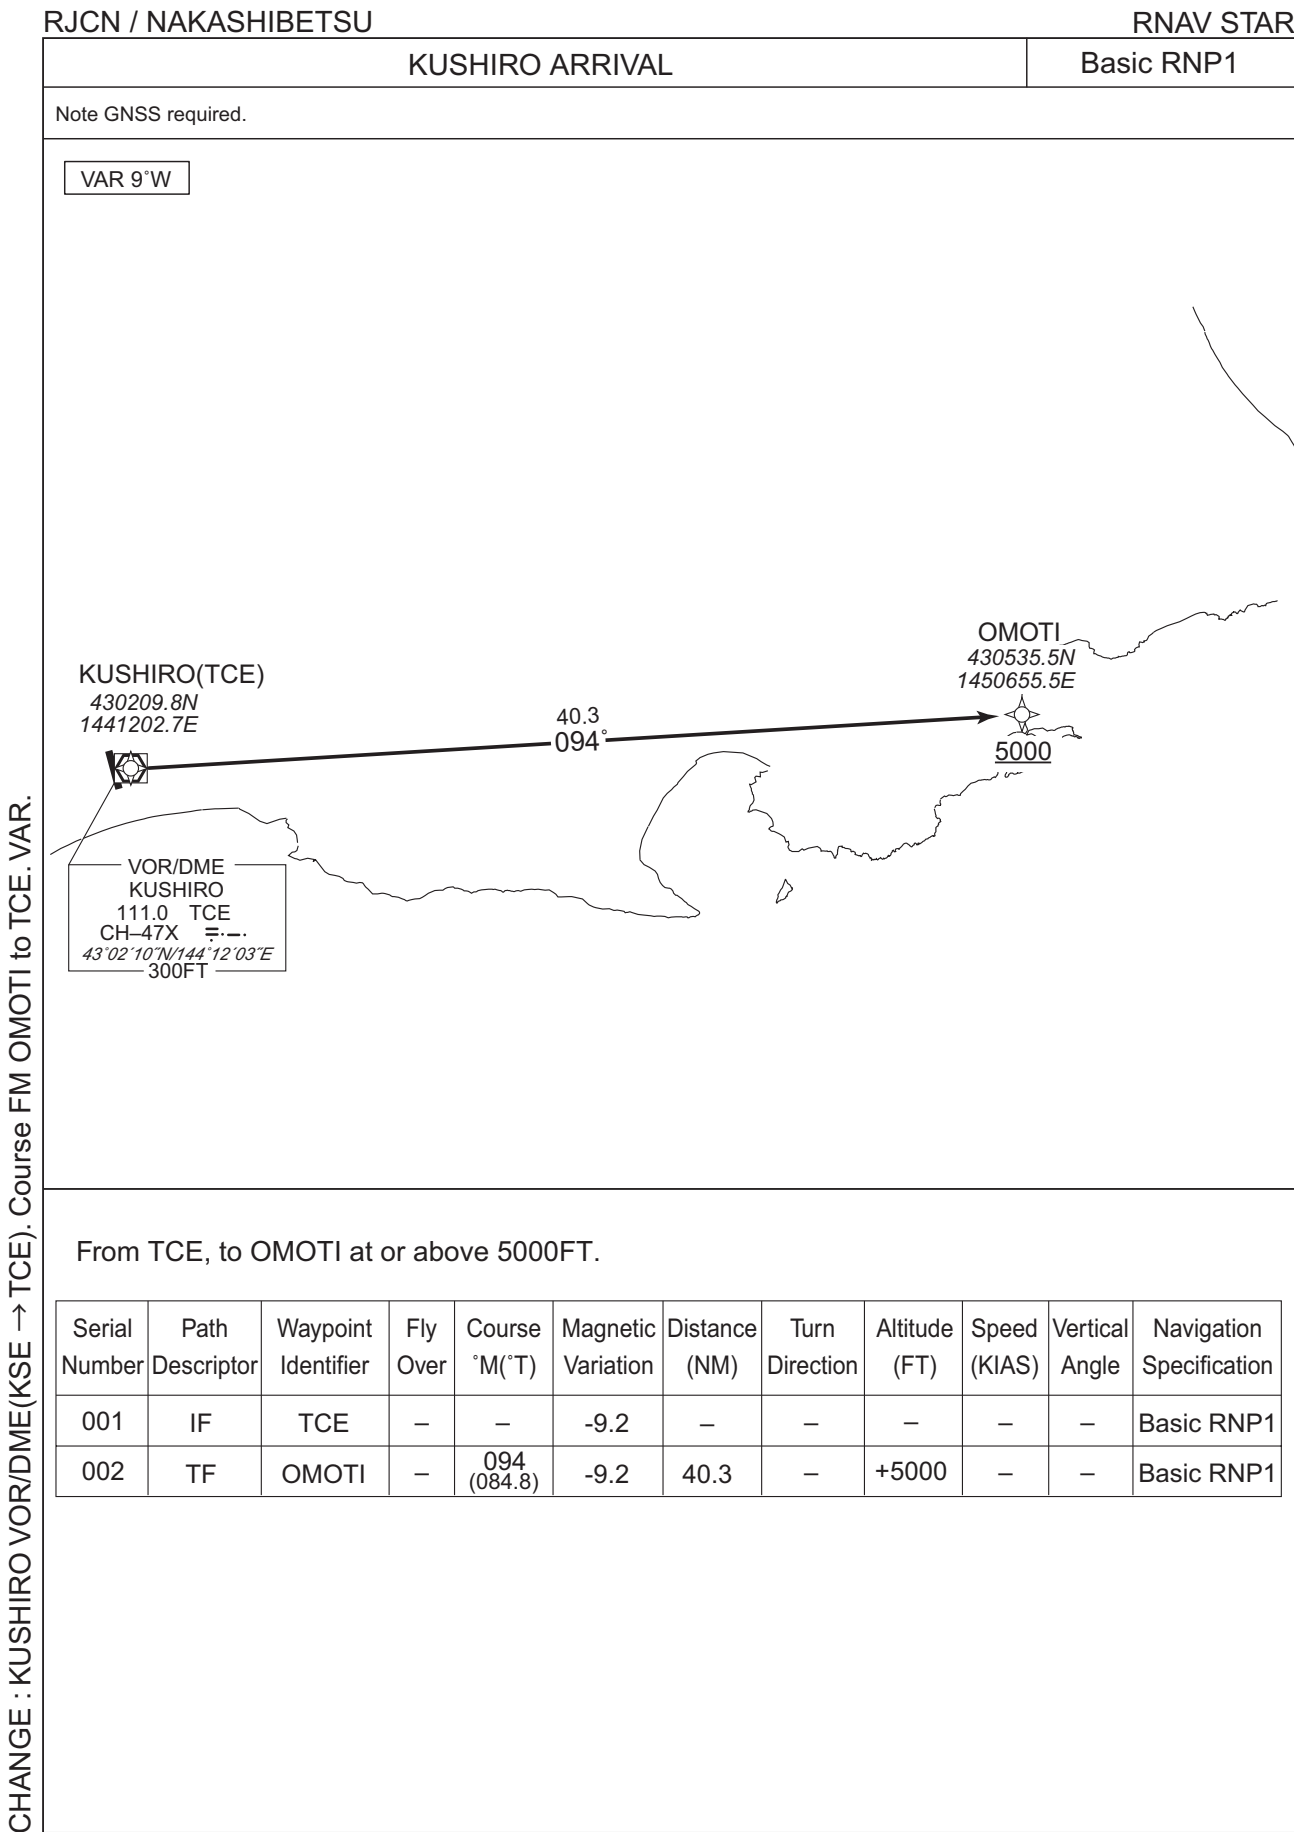 RJCN / NAKASHIBETSU
RNAV STAR
KUSHIRO ARRIVAL
Basic RNP1
Note GNSS required.
VAR 9˚W
OMOTI
430535.5N
1450655.5E
5000
KUSHIRO(TCE)
430209.8N
1441202.7E
40.3
094˚
VOR/DME
KUSHIRO
111.0 TCE
CH–47X
43˚02´10˝N/144˚12´03˝E
300FT
From TCE, to OMOTI at or above 5000FT.
Serial Number Path Descriptor Waypoint Identifier Fly Over Course ˚M(˚T) Magnetic Variation Distance (NM) Turn Direction Altitude (FT) Speed (KIAS) Vertical Angle Navigation Specification
001 IF TCE – – -9.2 – – – – – Basic RNP1
002 TF OMOTI – 094 (084.8) -9.2 40.3 – +5000 – – Basic RNP1
CHANGE : KUSHIRO VOR/DME(KSE → TCE). Course FM OMOTI to TCE. VAR.